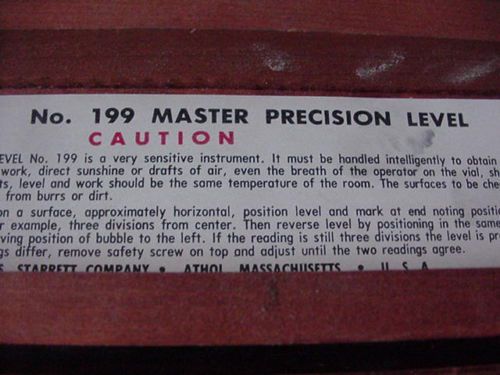 No. 199 MASTER PRECISION LEVEL
CAUTION
EVEL No. 199 is a very sensitive instrument. It must be handled intelligently to obtain
work, direct sunshine or drafts of air, even the breath of the operator on the vial, sh
ts, level and work should be the same temperature of the room. The surfaces to be che
from burrs or dirt.
on a surface, approximately horizontal, position level and mark at end noting positi
r example, three divisions from center. Then reverse level by positioning in the same
ving position of bubble to the left. If the reading is still three divisions the level is pr
gs differ, remove safety screw on top and adjust until the two readings agree.
S STARRETT COMPANY • ATHOL MASSACHUSETTS • U S A